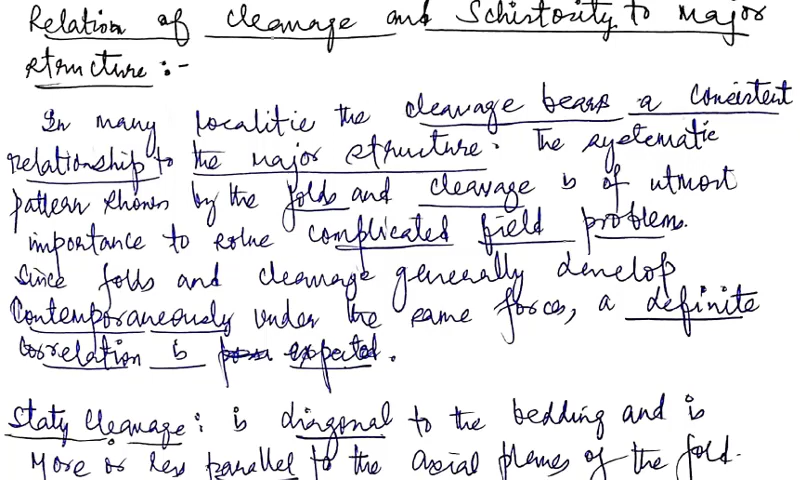 Relation of cleavage and Schistosity to Major
structure :-
In many localitie the cleavage bears a consistent
relationship to the major structure. The systematic
pattern shown by the folds and cleavage is of utmost
importance to solve complicated field problems.
Since folds and cleavage generally develop
Contemporaneously under the same forces, a definite
correlation is expected.
Slaty Cleavage : is diagonal to the bedding and is
More or less parallel to the axial planes of the fold.